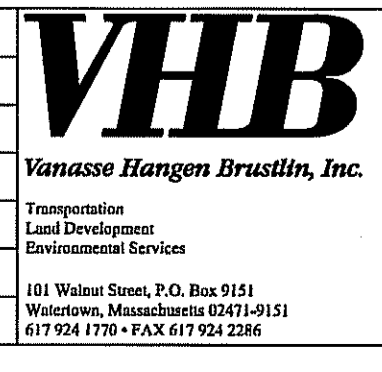 VHB
Vanasse Hangen Brustlin, Inc.
Transportation
Land Development
Environmental Services
101 Walnut Street, P.O. Box 9151
Watertown, Massachusetts 02471-9151
617 924 1770 • FAX 617 924 2286